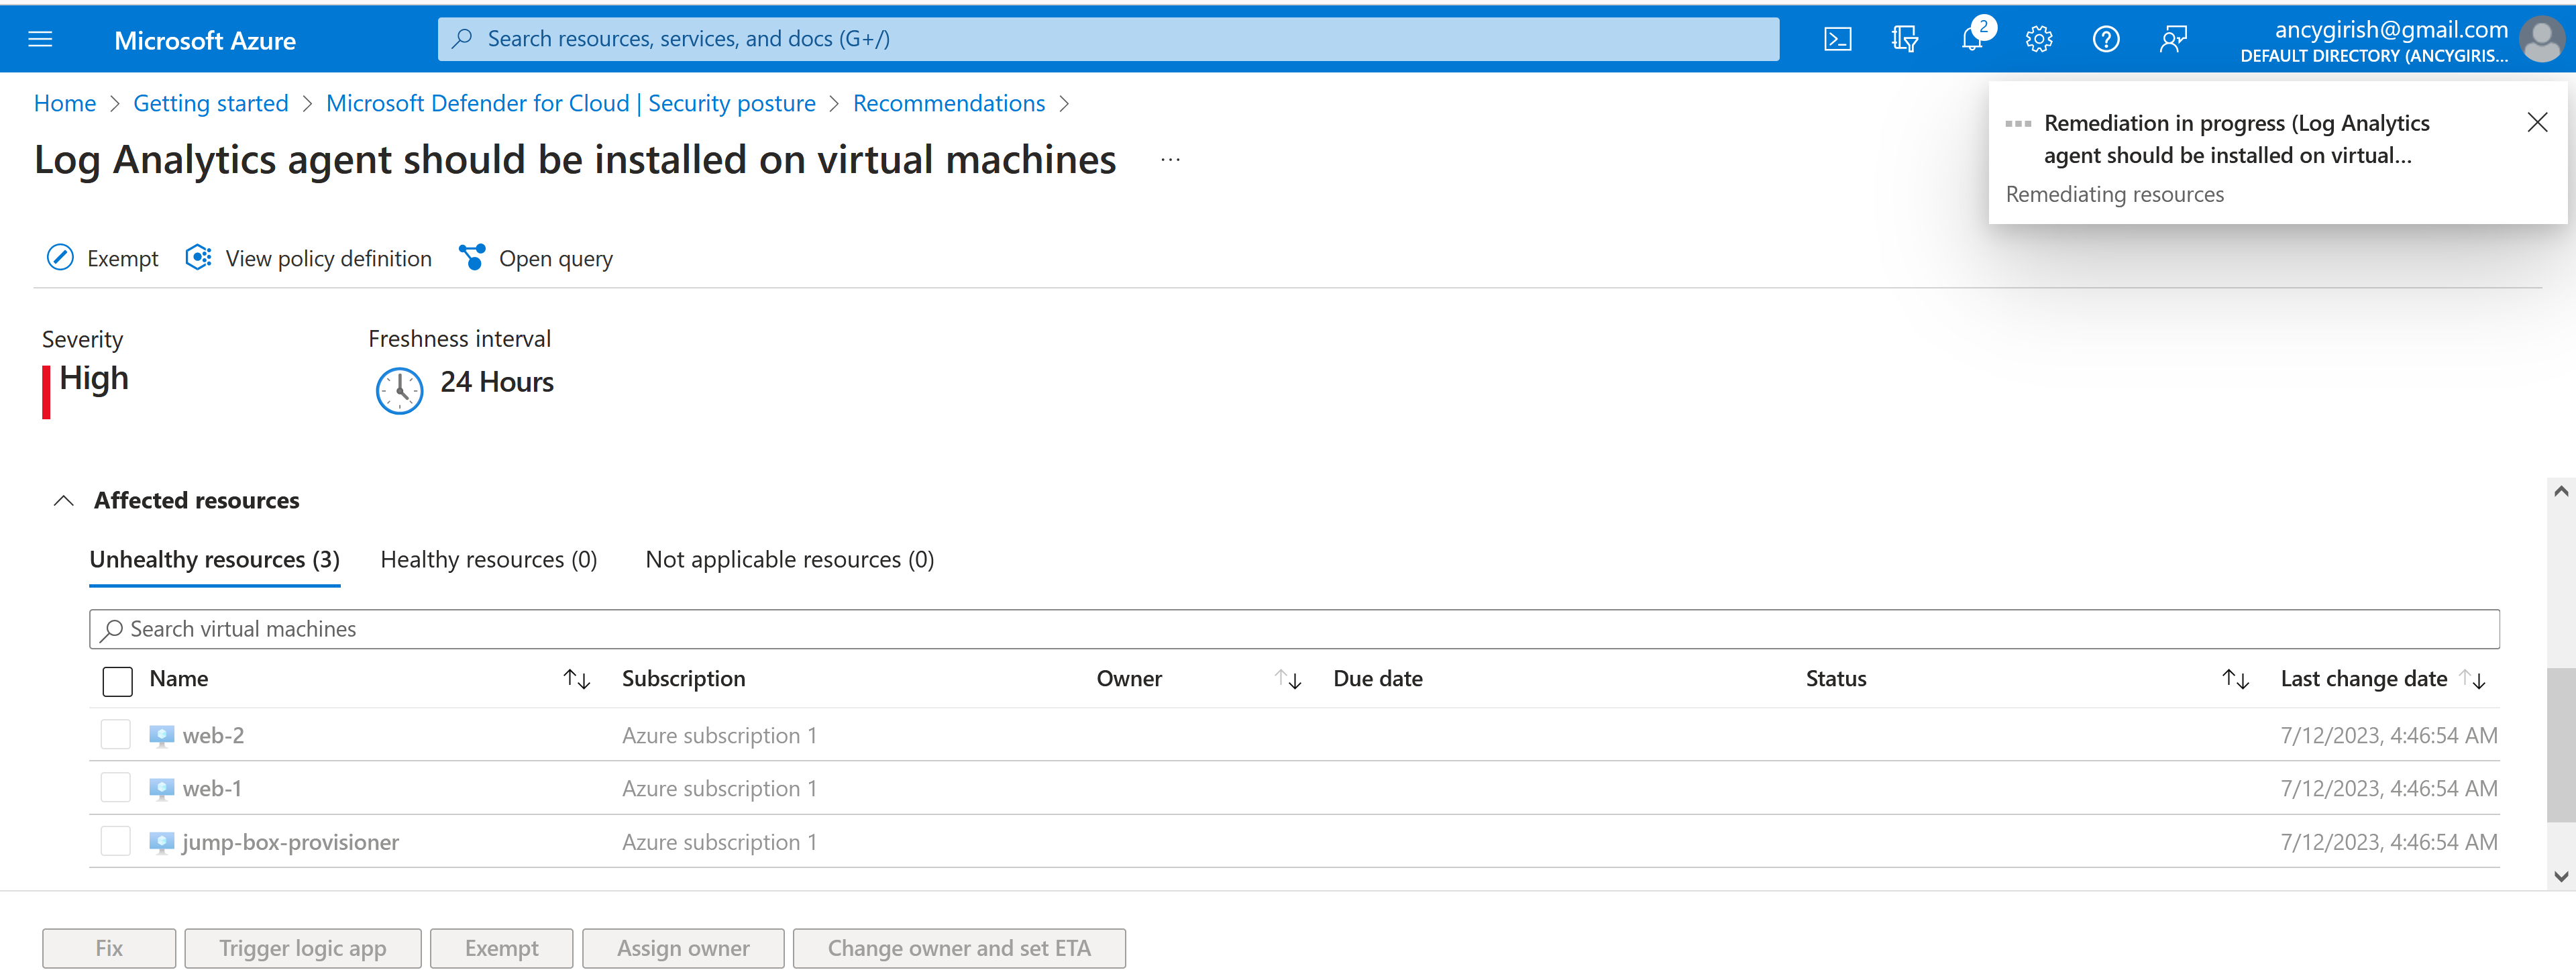 Microsoft Azure
Search resources, services, and docs (G+/)
2
ancygirish@gmail.com
DEFAULT DIRECTORY (ANCYGIRIS...
Home > Getting started > Microsoft Defender for Cloud | Security posture > Recommendations >
Log Analytics agent should be installed on virtual machines ...
Remediation in progress (Log Analytics
agent should be installed on virtual...
Remediating resources
Exempt View policy definition Open query
Severity Freshness interval
High 24 Hours
Affected resources
Unhealthy resources (3) Healthy resources (0) Not applicable resources (0)
Search virtual machines
Name Subscription Owner Due date Status Last change date
web-2 Azure subscription 1 7/12/2023, 4:46:54 AM
web-1 Azure subscription 1 7/12/2023, 4:46:54 AM
jump-box-provisioner Azure subscription 1 7/12/2023, 4:46:54 AM
Fix Trigger logic app Exempt Assign owner Change owner and set ETA